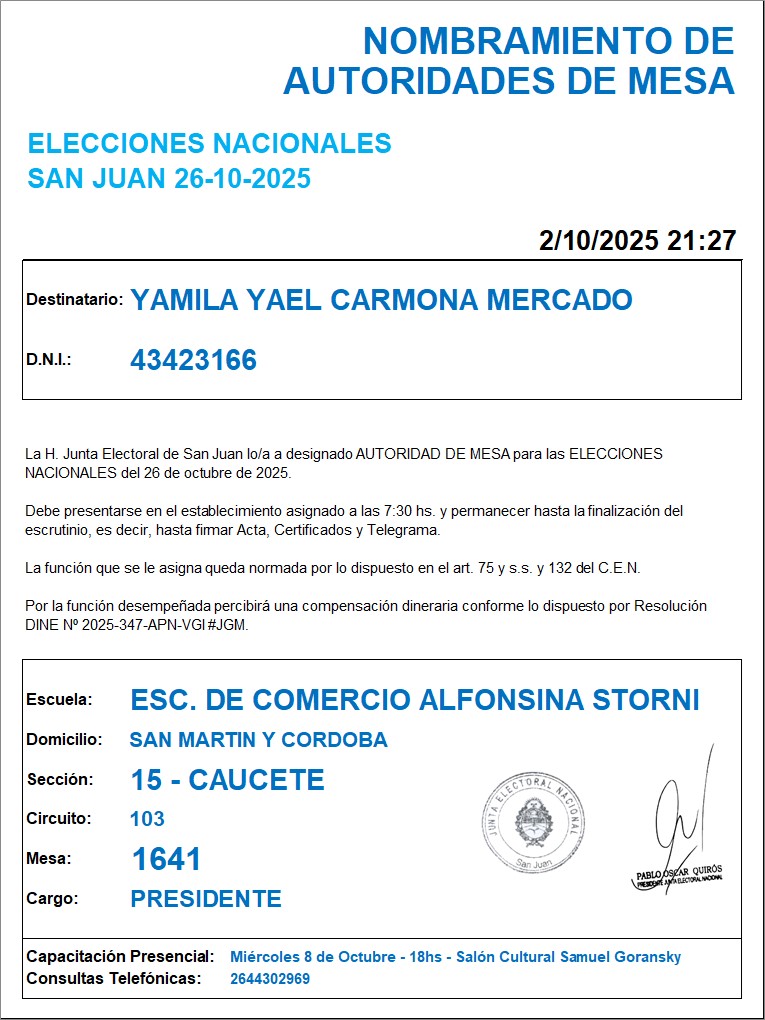 NOMBRAMIENTO DE
AUTORIDADES DE MESA
ELECCIONES NACIONALES
SAN JUAN 26-10-2025
2/10/2025 21:27
Destinatario: YAMILA YAEL CARMONA MERCADO
D.N.I.: 43423166
La H. Junta Electoral de San Juan lo/a a designado AUTORIDAD DE MESA para las ELECCIONES
NACIONALES del 26 de octubre de 2025.
Debe presentarse en el establecimiento asignado a las 7:30 hs. y permanecer hasta la finalización del
escrutinio, es decir, hasta firmar Acta, Certificados y Telegrama.
La función que se le asigna queda normada por lo dispuesto en el art. 75 y s.s. y 132 del C.E.N.
Por la función desempeñada percibirá una compensación dineraria conforme lo dispuesto por Resolución
DINE Nº 2025-347-APN-VGI#JGM.
Escuela: ESC. DE COMERCIO ALFONSINA STORNI
Domicilio: SAN MARTIN Y CORDOBA
Sección: 15 - CAUCETE
Circuito: 103
Mesa: 1641
Cargo: PRESIDENTE
JUNTA ELECTORAL NACIONAL
San Juan
PABLO OSCAR QUIRÓS
PRESIDENTE JUNTA ELECTORAL NACIONAL
Capacitación Presencial: Miércoles 8 de Octubre - 18hs - Salón Cultural Samuel Goransky
Consultas Telefónicas: 2644302969